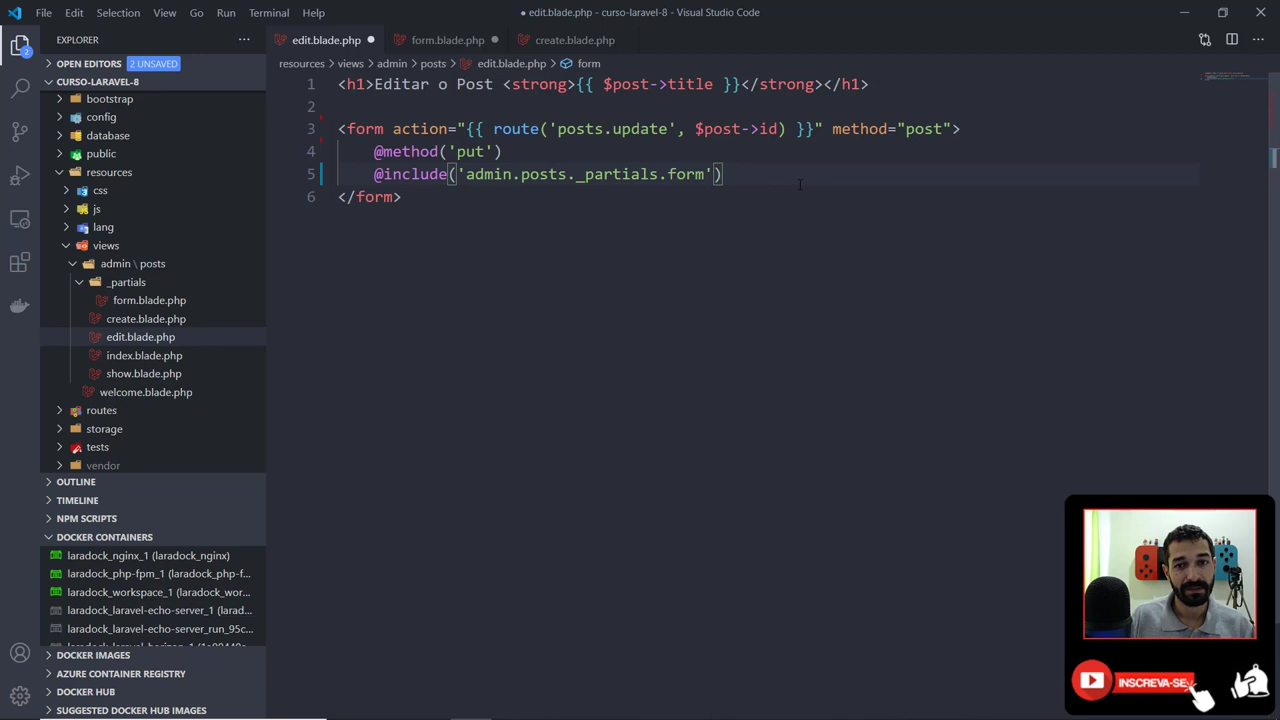 File Edit Selection View Go Run Terminal Help
● edit.blade.php - curso-laravel-8 - Visual Studio Code
EXPLORER
edit.blade.php
form.blade.php
create.blade.php
OPEN EDITORS 2 UNSAVED
resources > views > admin > posts > edit.blade.php > form
CURSO-LARAVEL-8
bootstrap
config
database
public
resources
css
js
lang
views
admin \ posts
_partials
form.blade.php
create.blade.php
edit.blade.php
index.blade.php
show.blade.php
welcome.blade.php
routes
storage
tests
vendor
OUTLINE
TIMELINE
NPM SCRIPTS
DOCKER CONTAINERS
laradock_nginx_1 (laradock_nginx)
laradock_php-fpm_1 (laradock_php-f...
laradock_workspace_1 (laradock_wor...
laradock_laravel-echo-server_1 (larad...
laradock_laravel-echo-server_run_95c...
DOCKER IMAGES
AZURE CONTAINER REGISTRY
DOCKER HUB
SUGGESTED DOCKER HUB IMAGES
2
1 <h1>Editar o Post <strong>{{ $post->title }}</strong></h1>
2
3 <form action="{{ route('posts.update', $post->id) }}" method="post">
4 @method('put')
5 @include('admin.posts._partials.form')
6 </form>
INSCREVA-SE